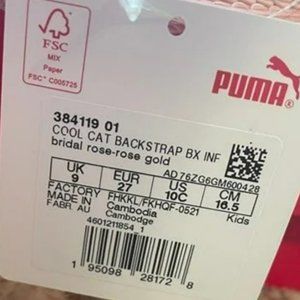 FSC
MIX
Paper
FSC® C005725
PUMA®
384119 01
COOL CAT BACKSTRAP BX INF
bridal rose-rose gold
AD76ZG6GM600428
UK EUR US CM
9 27 10C 16.5
FACTORY FHKKL/FKHQF-0521 Kids
MADE IN Cambodia
FABR. AU Cambodge
4601211854 1
1 95098 28172 8